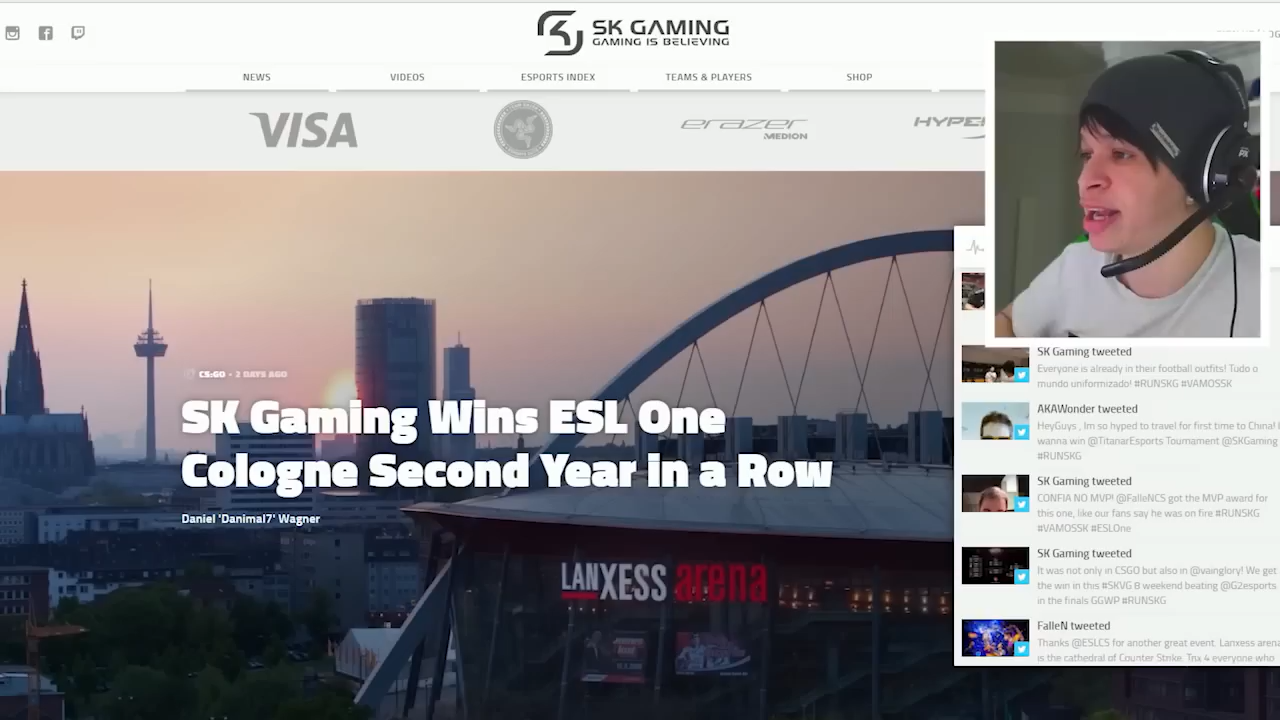 SK GAMING
GAMING IS BELIEVING
NEWS
VIDEOS
ESPORTS INDEX
TEAMS & PLAYERS
SHOP
VISA
erazer
MEDION
HYPE
CS:GO - 2 DAYS AGO
SK Gaming Wins ESL One
Cologne Second Year in a Row
Daniel 'Danimal7' Wagner
LANXESS arena
SK Gaming tweeted
Everyone is already in their football outfits! Tudo o
mundo uniformizado! #RUNSKG #VAMOSSK
AKAWonder tweeted
HeyGuys , Im so hyped to travel for first time to China! I
wanna win @TitanarEsports Tournament @SKGaming
#RUNSKG
SK Gaming tweeted
CONFIA NO MVP! @FalleNCS got the MVP award for
this one, like our fans say he was on fire #RUNSKG
#VAMOSSK #ESLOne
SK Gaming tweeted
It was not only in CSGO but also in @vainglory! We get
the win in this #SKVG 8 weekend beating @G2esports
in the finals GGWP #RUNSKG
FalleN tweeted
Thanks @ESLCS for another great event. Lanxess arena
is the cathedral of Counter Strike. Tnx 4 everyone who